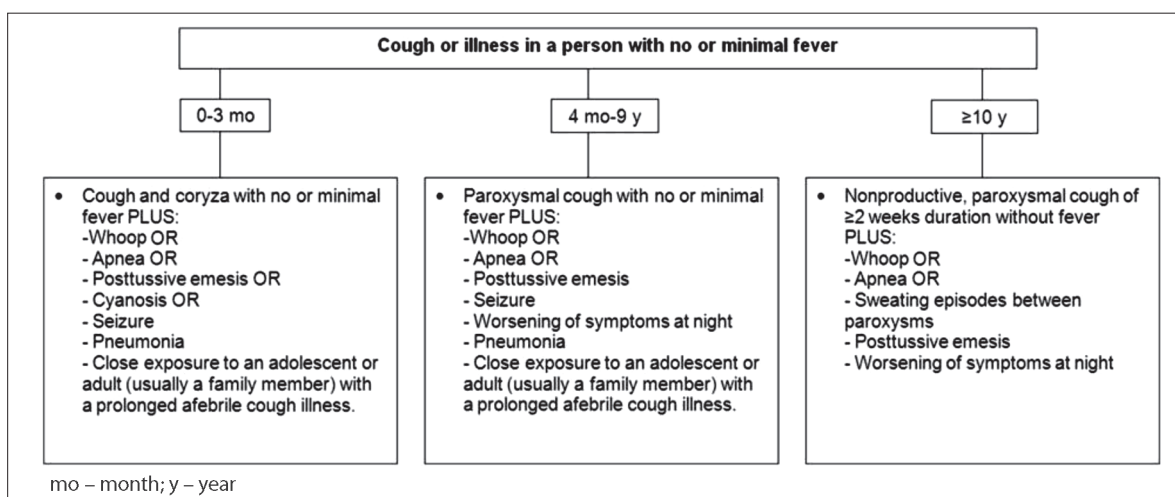 Cough or illness in a person with no or minimal fever
0-3 mo
4 mo-9 y
≥10 y
• Cough and coryza with no or minimal
fever PLUS:
-Whoop OR
- Apnea OR
- Posttussive emesis OR
- Cyanosis OR
- Seizure
- Pneumonia
- Close exposure to an adolescent or
adult (usually a family member) with
a prolonged afebrile cough illness.
• Paroxysmal cough with no or minimal
fever PLUS:
-Whoop OR
- Apnea OR
- Posttussive emesis
- Seizure
- Worsening of symptoms at night
- Pneumonia
- Close exposure to an adolescent or
adult (usually a family member) with
a prolonged afebrile cough illness.
• Nonproductive, paroxysmal cough of
≥2 weeks duration without fever
PLUS:
-Whoop OR
- Apnea OR
- Sweating episodes between
paroxysms
- Posttussive emesis
- Worsening of symptoms at night
mo – month; y – year